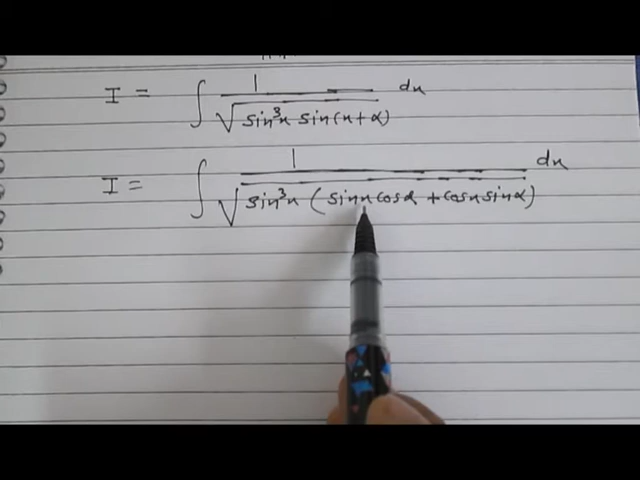 I = ∫ 1/√(sin³x sin(x+α)) dx
I = ∫ 1/√(sin³x (sinx cosα + cosx sinα)) dx